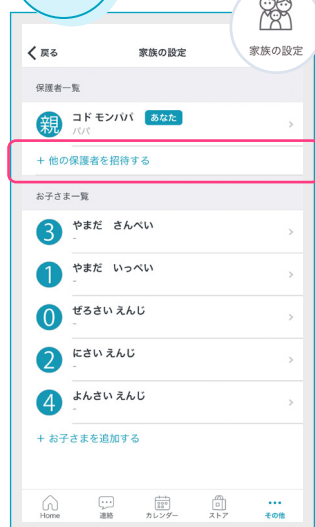 家族の設定
く 戻る 家族の設定
保護者一覧
親 コド モンパパ あなた
パパ
+ 他の保護者を招待する
お子さま一覧
3 やまだ さんぺい
-
1 やまだ いっぺい
-
0 ぜろさい えんじ
-
2 にさい えんじ
-
4 よんさい えんじ
-
+ お子さまを追加する
Home 連絡 カレンダー ストア その他